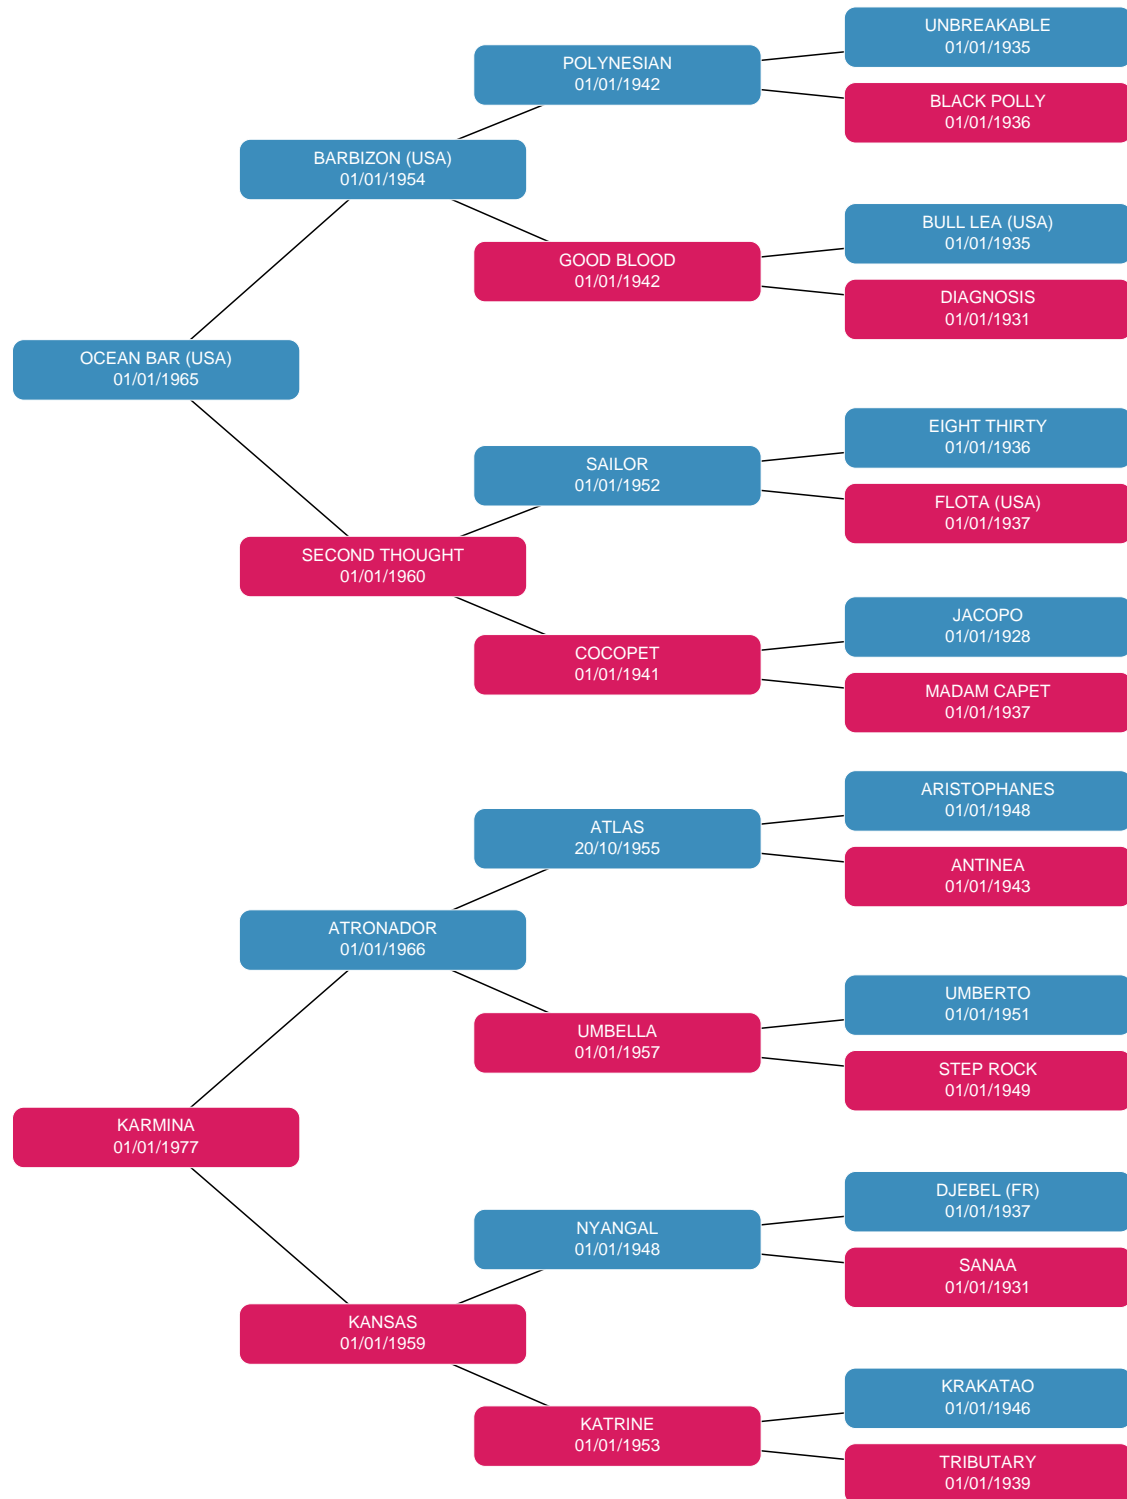 UNBREAKABLE
01/01/1935
POLYNESIAN
01/01/1942
BLACK POLLY
01/01/1936
BARBIZON (USA)
01/01/1954
BULL LEA (USA)
01/01/1935
GOOD BLOOD
01/01/1942
DIAGNOSIS
01/01/1931
OCEAN BAR (USA)
01/01/1965
EIGHT THIRTY
01/01/1936
SAILOR
01/01/1952
FLOTA (USA)
01/01/1937
SECOND THOUGHT
01/01/1960
JACOPO
01/01/1928
COCOPET
01/01/1941
MADAM CAPET
01/01/1937
ARISTOPHANES
01/01/1948
ATLAS
20/10/1955
ANTINEA
01/01/1943
ATRONADOR
01/01/1966
UMBERTO
01/01/1951
UMBELLA
01/01/1957
STEP ROCK
01/01/1949
KARMINA
01/01/1977
DJEBEL (FR)
01/01/1937
NYANGAL
01/01/1948
SANAA
01/01/1931
KANSAS
01/01/1959
KRAKATAO
01/01/1946
KATRINE
01/01/1953
TRIBUTARY
01/01/1939